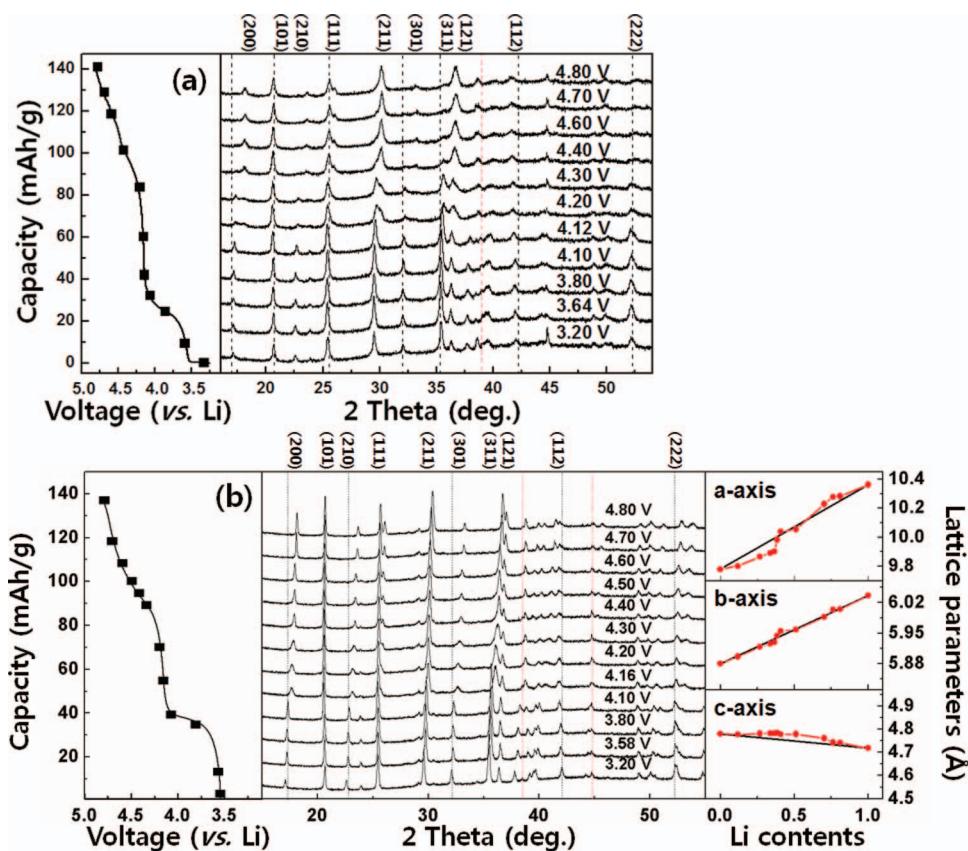 (200) (101) (210) (111) (211) (301) (311) (121) (112) (222)
(a)
140
120
100
80
60
40
20
0
Capacity (mAh/g)
5.0 4.5 4.0 3.5
Voltage (vs. Li)
4.80 V
4.70 V
4.60 V
4.40 V
4.30 V
4.20 V
4.12 V
4.10 V
3.80 V
3.64 V
3.20 V
20 25 30 35 40 45 50
2 Theta (deg.)
(200) (101) (210) (111) (211) (301) (311) (121) (112) (222)
(b)
140
120
100
80
60
40
20
Capacity (mAh/g)
5.0 4.5 4.0 3.5
Voltage (vs. Li)
4.80 V
4.70 V
4.60 V
4.50 V
4.40 V
4.30 V
4.20 V
4.16 V
4.10 V
3.80 V
3.58 V
3.20 V
20 30 40 50
2 Theta (deg.)
a-axis
10.4
10.2
10.0
9.8
b-axis
6.02
5.95
5.88
c-axis
4.9
4.8
4.7
4.6
4.5
Lattice parameters (Å)
0.0 0.5 1.0
Li contents